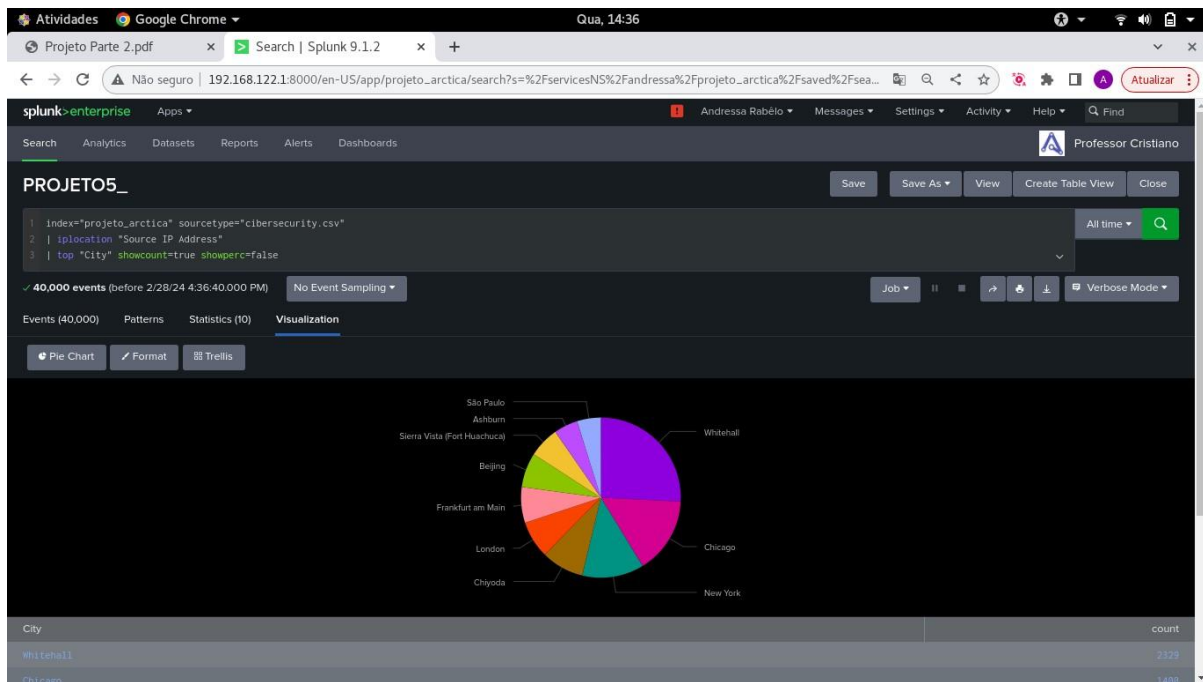 Atividades Google Chrome Qua, 14:36
Projeto Parte 2.pdf × Search | Splunk 9.1.2 × +
Não seguro 192.168.122.1:8000/en-US/app/projeto_arctica/search?s=%2FservicesNS%2Fandressa%2Fprojeto_arctica%2Fsaved%2Fsea... A Atualizar
splunk>enterprise Apps Andressa Rabêlo Messages Settings Activity Help Find
Search Analytics Datasets Reports Alerts Dashboards Professor Cristiano
PROJETO5_ Save Save As View Create Table View Close
1 index="projeto_arctica" sourcetype="cibersecurity.csv"
2 | iplocation "Source IP Address"
3 | top "City" showcount=true showperc=false
All time
40,000 events (before 2/28/24 4:36:40.000 PM) No Event Sampling Job Verbose Mode
Events (40,000) Patterns Statistics (10) Visualization
Pie Chart Format Trellis
São Paulo
Ashburn
Whitehall
Sierra Vista (Fort Huachuca)
Beijing
Frankfurt am Main
London
Chicago
Chiyoda
New York
City count
Whitehall 2329
Chicago 1400